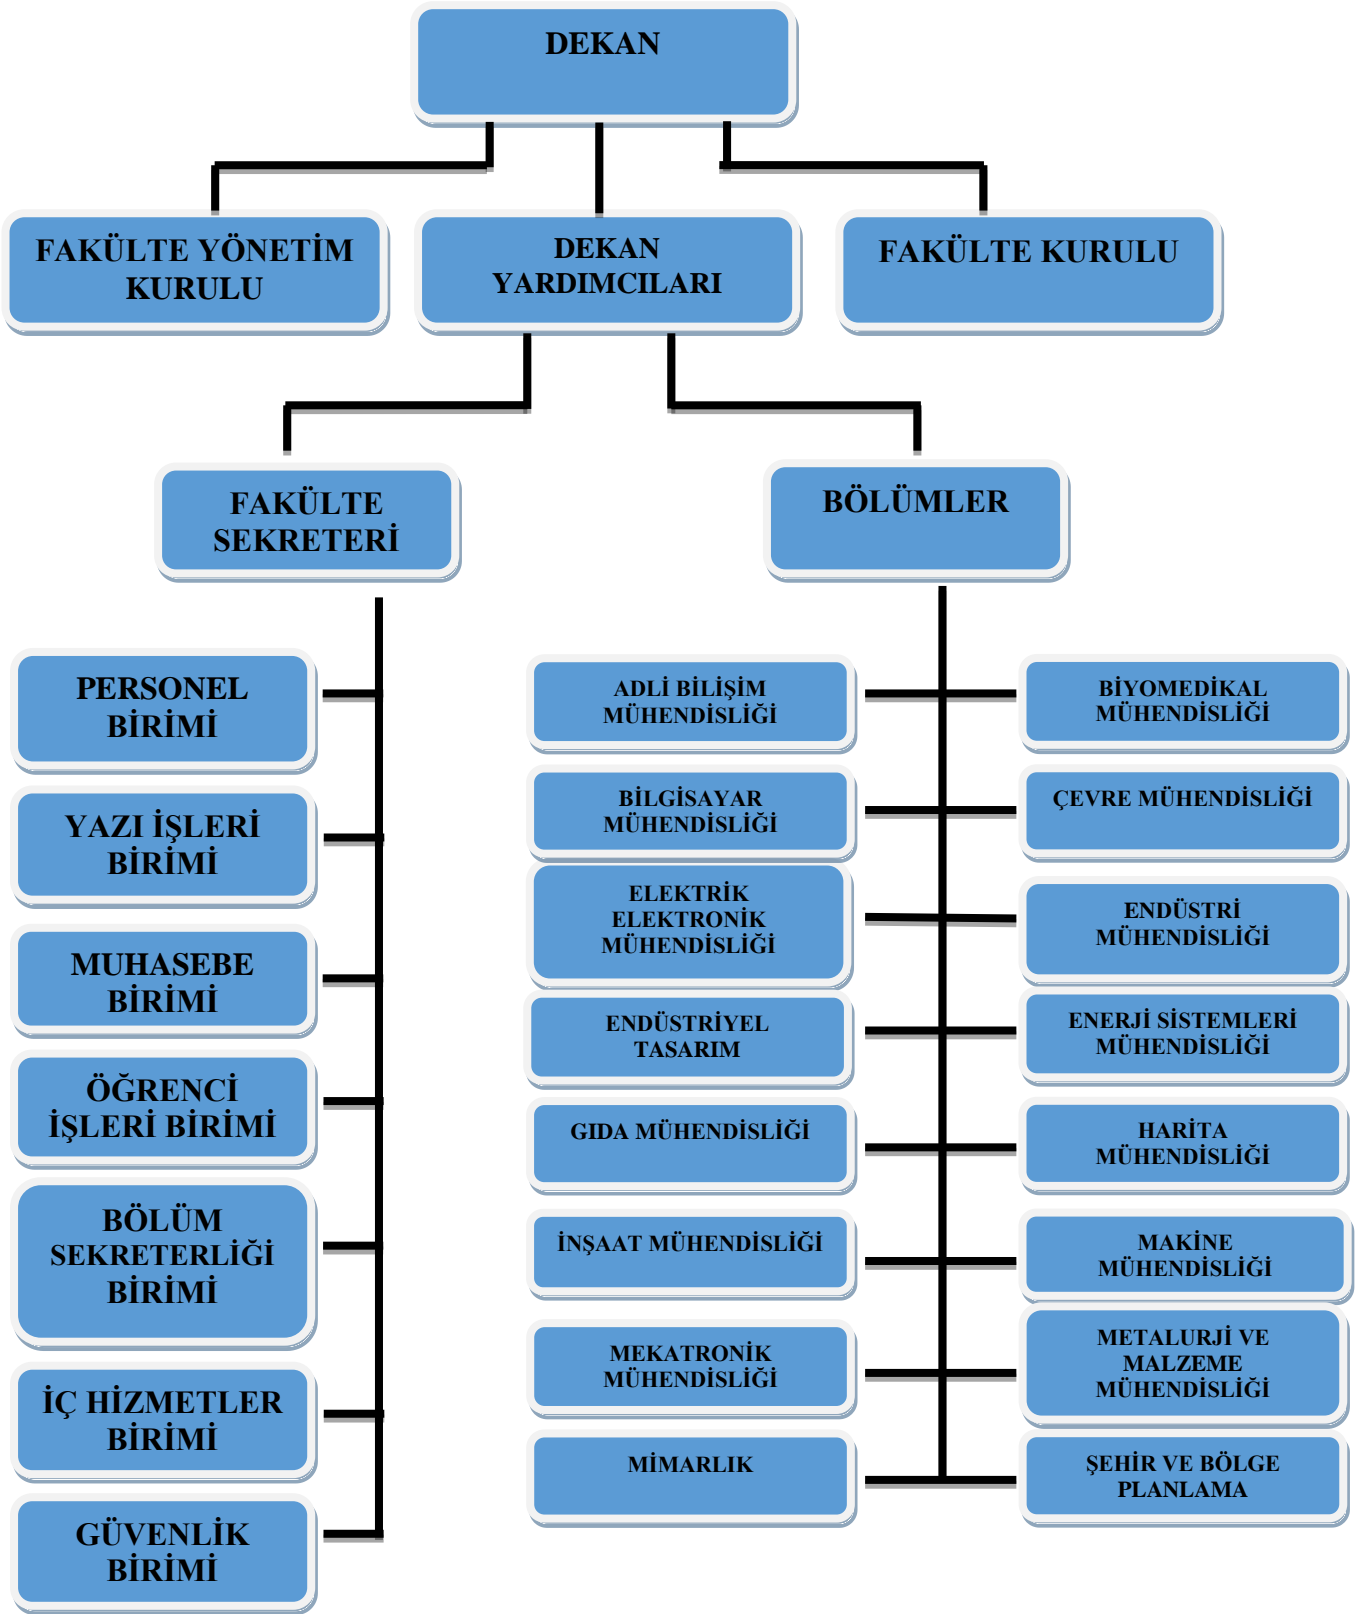 DEKAN
FAKÜLTE YÖNETİM
KURULU
DEKAN
YARDIMCILARI
FAKÜLTE KURULU
FAKÜLTE
SEKRETERİ
BÖLÜMLER
PERSONEL
BİRİMİ
YAZI İŞLERİ
BİRİMİ
MUHASEBE
BİRİMİ
ÖĞRENCİ
İŞLERİ BİRİMİ
BÖLÜM
SEKRETERLİĞİ
BİRİMİ
İÇ HİZMETLER
BİRİMİ
GÜVENLİK
BİRİMİ
ADLİ BİLİŞİM
MÜHENDİSLİĞİ
BİYOMEDİKAL
MÜHENDİSLİĞİ
BİLGİSAYAR
MÜHENDİSLİĞİ
ÇEVRE MÜHENDİSLİĞİ
ELEKTRİK
ELEKTRONİK
MÜHENDİSLİĞİ
ENDÜSTRİ
MÜHENDİSLİĞİ
ENDÜSTRİYEL
TASARIM
ENERJİ SİSTEMLERİ
MÜHENDİSLİĞİ
GIDA MÜHENDİSLİĞİ
HARİTA
MÜHENDİSLİĞİ
İNŞAAT MÜHENDİSLİĞİ
MAKİNE
MÜHENDİSLİĞİ
MEKATRONİK
MÜHENDİSLİĞİ
METALURJİ VE
MALZEME
MÜHENDİSLİĞİ
MİMARLIK
ŞEHİR VE BÖLGE
PLANLAMA